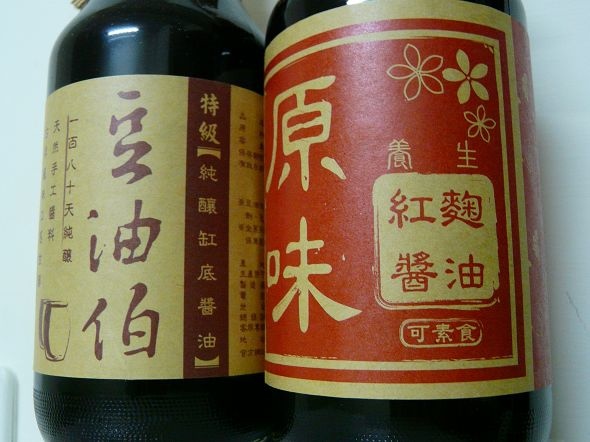 豆油伯
一百八十天純釀
天然手工醬料
特級【純釀缸底醬油】
原味
養生
紅麴
醬油
可素食